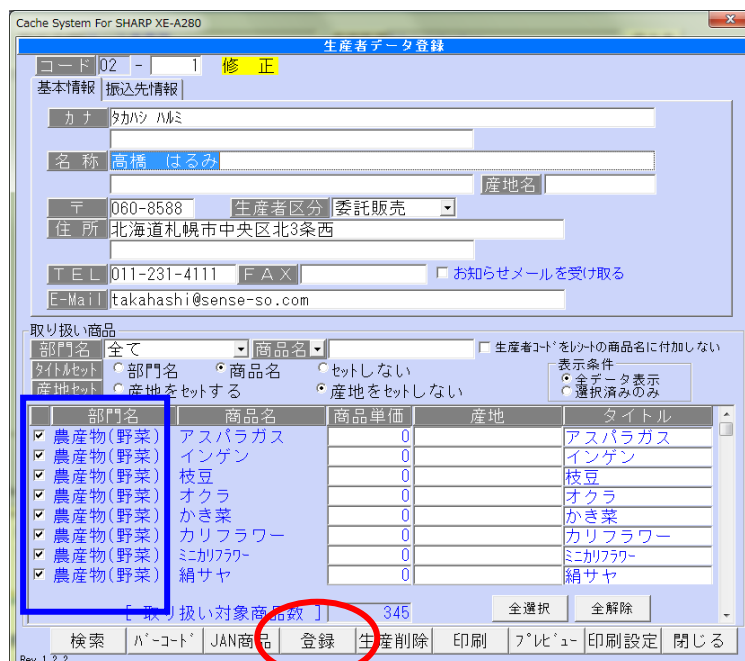 Cache System For SHARP XE-A280
生産者データ登録
コード 02 - 1 修 正
基本情報 振込先情報
カ ナ ﾀｶﾊｼ ﾊﾙﾐ
名 称 高橋 はるみ
産地名
〒 060-8588 生産者区分 委託販売
住 所 北海道札幌市中央区北3条西
ＴＥＬ 011-231-4111 ＦＡＸ お知らせメールを受け取る
E-Mail takahashi@sense-so.com
取り扱い商品
部門名 全て 商品名 生産者ｺｰﾄﾞをﾚｼｰﾄの商品名に付加しない
ﾀｲﾄﾙｾｯﾄ 部門名 商品名 ｾｯﾄしない 表示条件
産地ｾｯﾄ 産地をｾｯﾄする 産地をｾｯﾄしない 全データ表示
選択済みのみ
部門名 商品名 商品単価 産地 タイトル
農産物(野菜) アスパラガス 0 アスパラガス
農産物(野菜) インゲン 0 インゲン
農産物(野菜) 枝豆 0 枝豆
農産物(野菜) オクラ 0 オクラ
農産物(野菜) かき菜 0 かき菜
農産物(野菜) カリフラワー 0 カリフラワー
農産物(野菜) ﾐﾆｶﾘﾌﾗﾜｰ 0 ﾐﾆｶﾘﾌﾗﾜｰ
農産物(野菜) 絹サヤ 0 絹サヤ
[ 取り扱い対象商品数 ] 345 全選択 全解除
検索 ﾊﾞｰｺｰﾄﾞ JAN商品 登録 生産削除 印刷 ﾌﾟﾚﾋﾞｭｰ 印刷設定 閉じる
Rev 1.2.2